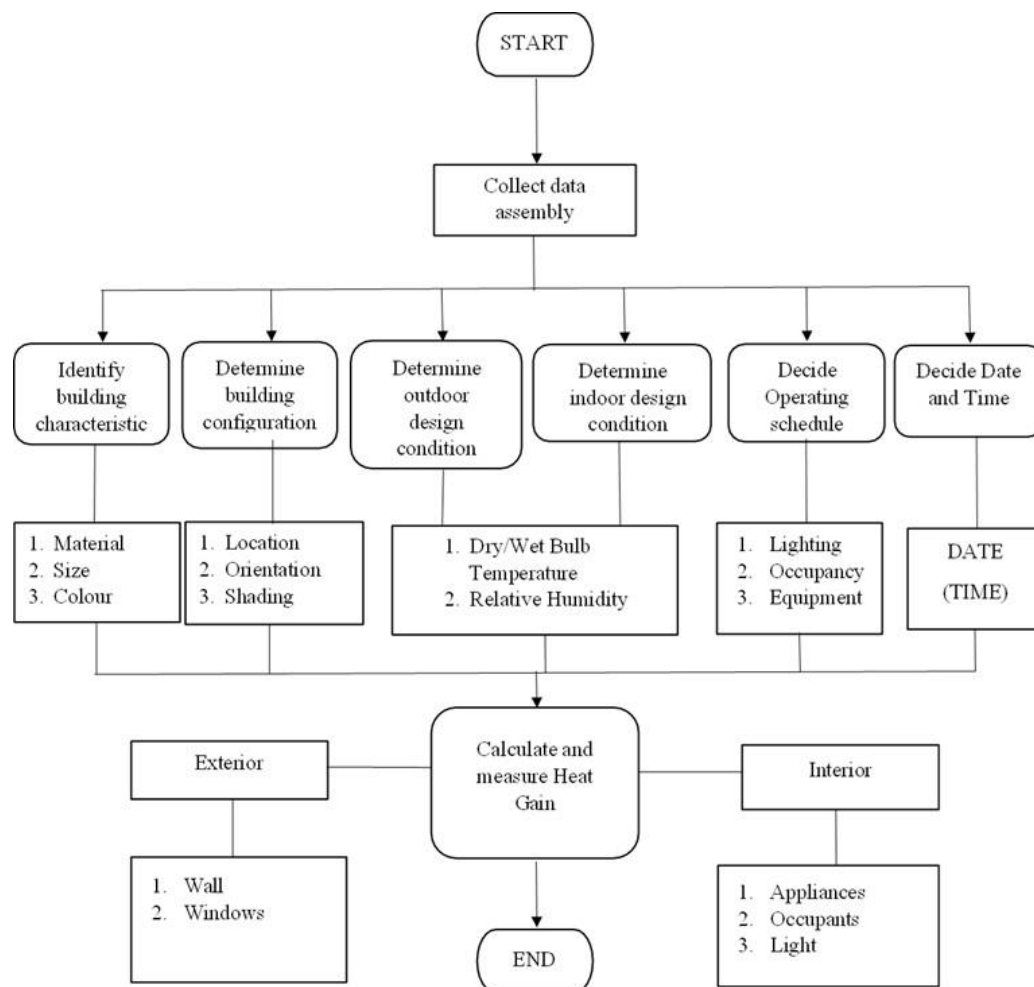 START
Collect data
assembly
Identify
building
characteristic
Determine
building
configuration
Determine
outdoor
design
condition
Determine
indoor design
condition
Decide
Operating
schedule
Decide Date
and Time
1. Material
2. Size
3. Colour
1. Location
2. Orientation
3. Shading
1. Dry/Wet Bulb
Temperature
2. Relative Humidity
1. Lighting
2. Occupancy
3. Equipment
DATE
(TIME)
Exterior
Calculate and
measure Heat
Gain
Interior
1. Wall
2. Windows
1. Appliances
2. Occupants
3. Light
END